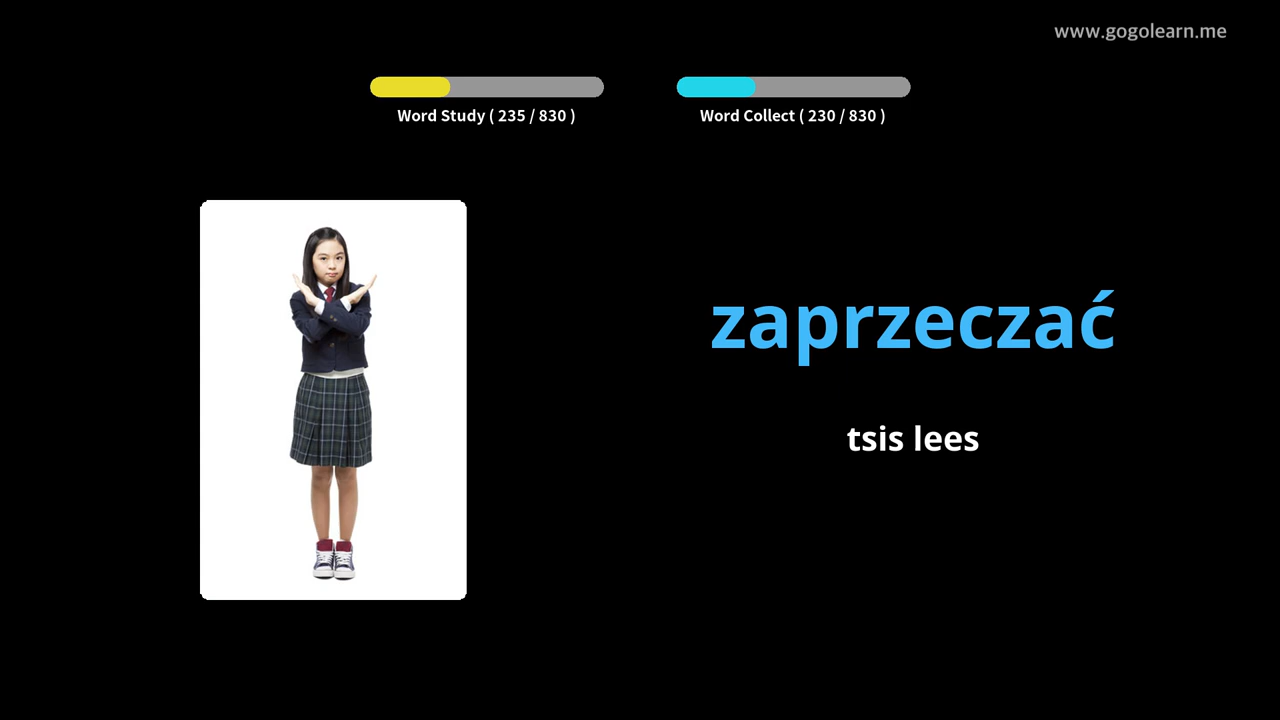 www.gogolearn.me
Word Study ( 235 / 830 )
Word Collect ( 230 / 830 )
zaprzeczać
tsis lees